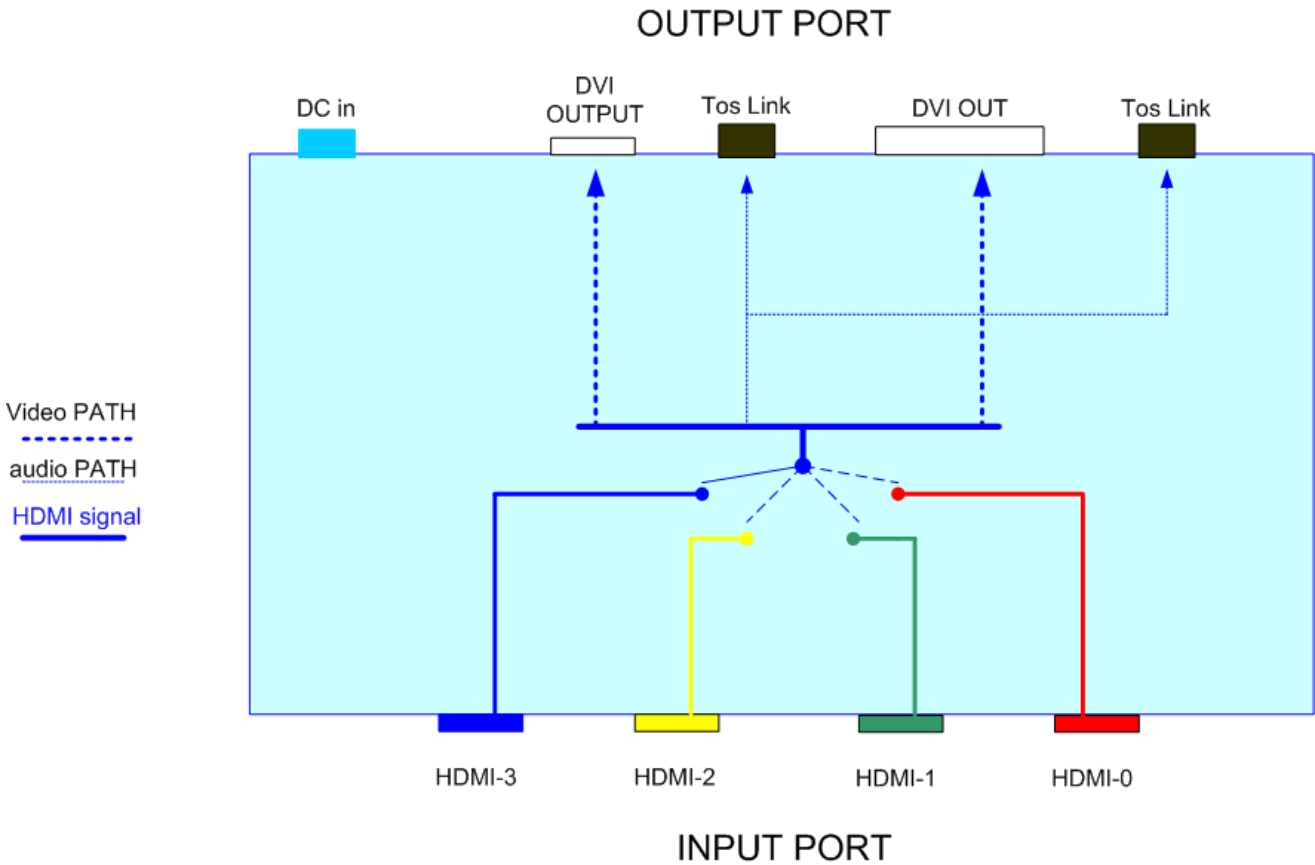 OUTPUT PORT
DC in
DVI
OUTPUT
Tos Link
DVI OUT
Tos Link
Video PATH
audio PATH
HDMI signal
HDMI-3
HDMI-2
HDMI-1
HDMI-0
INPUT PORT